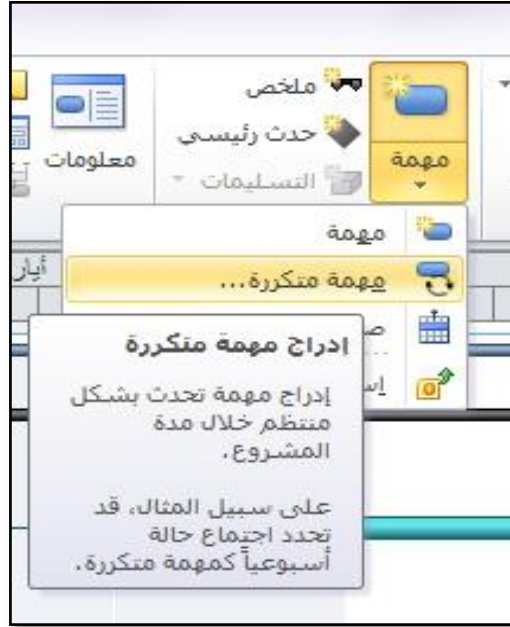 ملخص
حدث رئيسي
التسليمات
مهمة
معلومات
مهمة
أيار
مهمة متكررة...
إدراج مهمة متكررة
إدراج مهمة تحدث بشكل
منتظم خلال مدة
المشروع.
على سبيل المثال، قد
تحدد اجتماع حالة
أسبوعياً كمهمة متكررة.